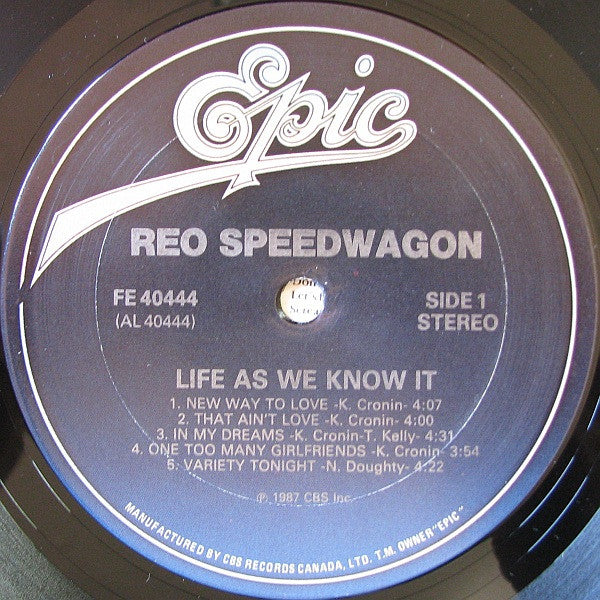 Epic
REO SPEEDWAGON
FE 40444
(AL 40444)
SIDE 1
STEREO
LIFE AS WE KNOW IT
1. NEW WAY TO LOVE -K. Cronin- 4:07
2. THAT AIN'T LOVE -K. Cronin- 4:00
3. IN MY DREAMS -K. Cronin-T. Kelly- 4:31
4. ONE TOO MANY GIRLFRIENDS -K. Cronin- 3:54
5. VARIETY TONIGHT -N. Doughty- 4:22
℗ 1987 CBS Inc.
MANUFACTURED BY CBS RECORDS CANADA, LTD. T.M. OWNER "EPIC"